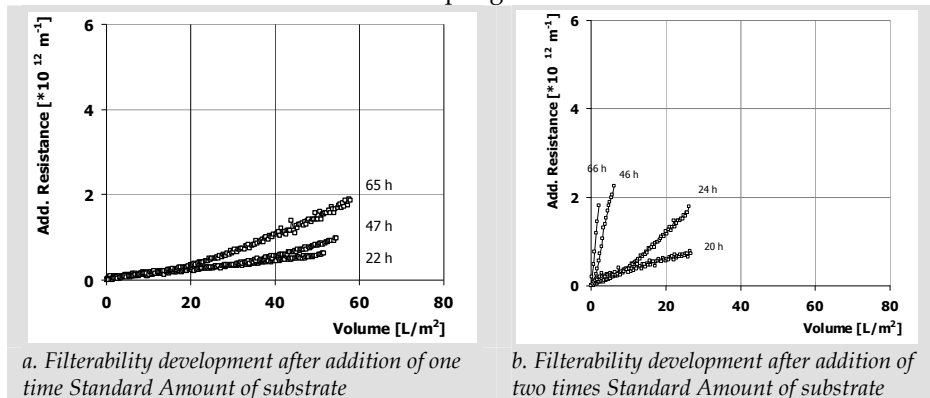 Add. Resistance [*10 12 m-1]
6
4
2
0
65 h
47 h
22 h
0 20 40 60 80
Volume [L/m2]
a. Filterability development after addition of one
time Standard Amount of substrate
Add. Resistance [*10 12 m-1]
6
4
2
0
66 h 46 h
24 h
20 h
0 20 40 60 80
Volume [L/m2]
b. Filterability development after addition of
two times Standard Amount of substrate